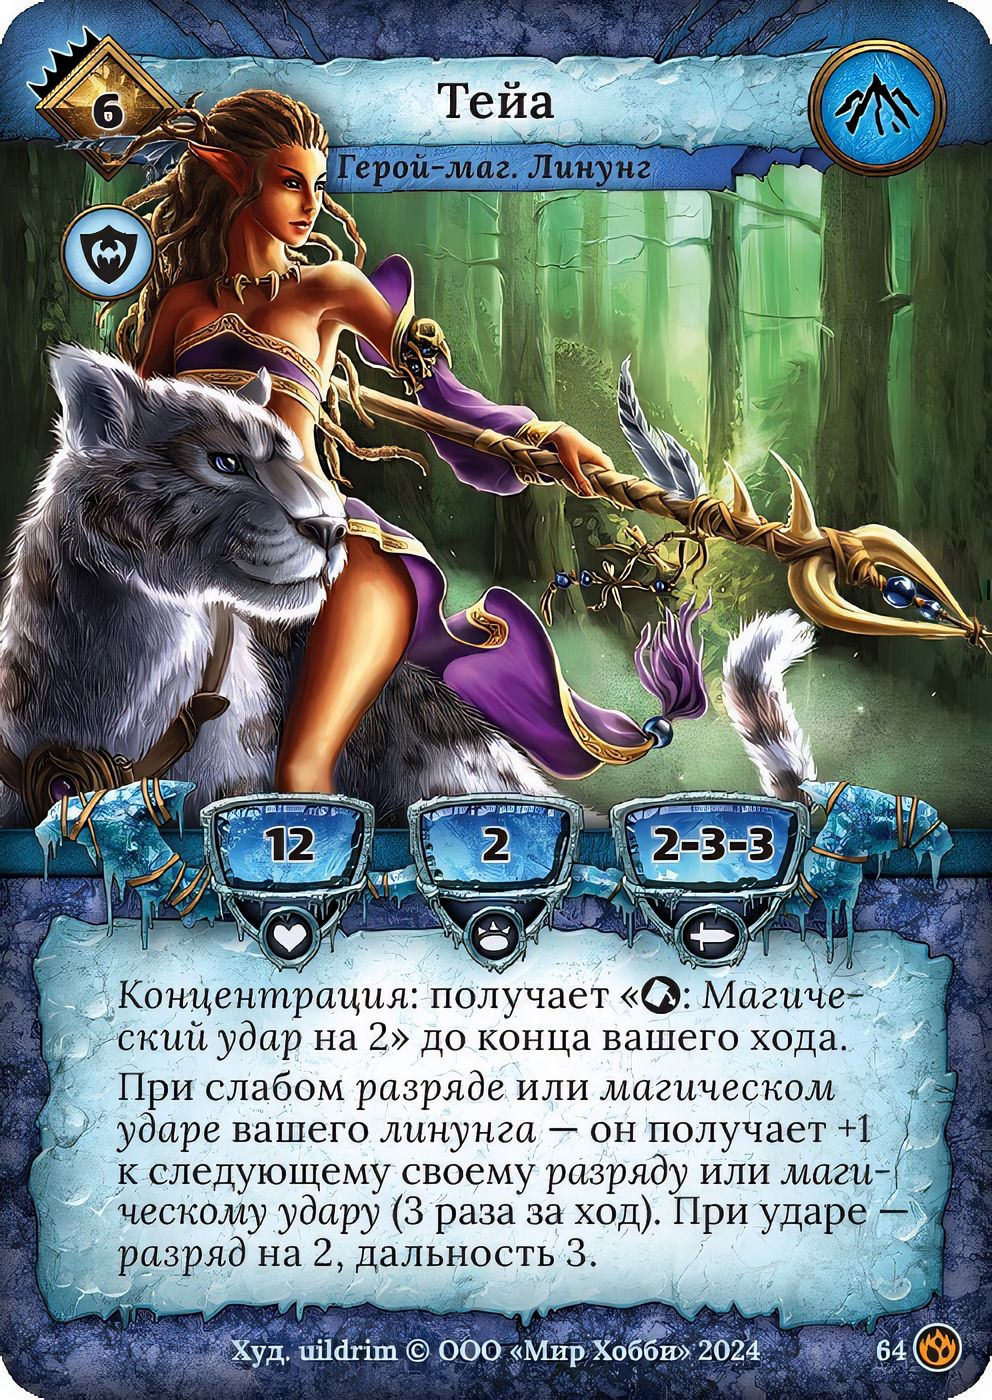 6
Тейа
Герой-маг. Линунг
12
2
2-3-3
Концентрация: получает «: Магиче-
ский удар на 2» до конца вашего хода.
При слабом разряде или магическом
ударе вашего линунга — он получает +1
к следующему своему разряду или маги-
ческому удару (3 раза за ход). При ударе —
разряд на 2, дальность 3.
Худ. uildrim © ООО «Мир Хобби» 2024
64